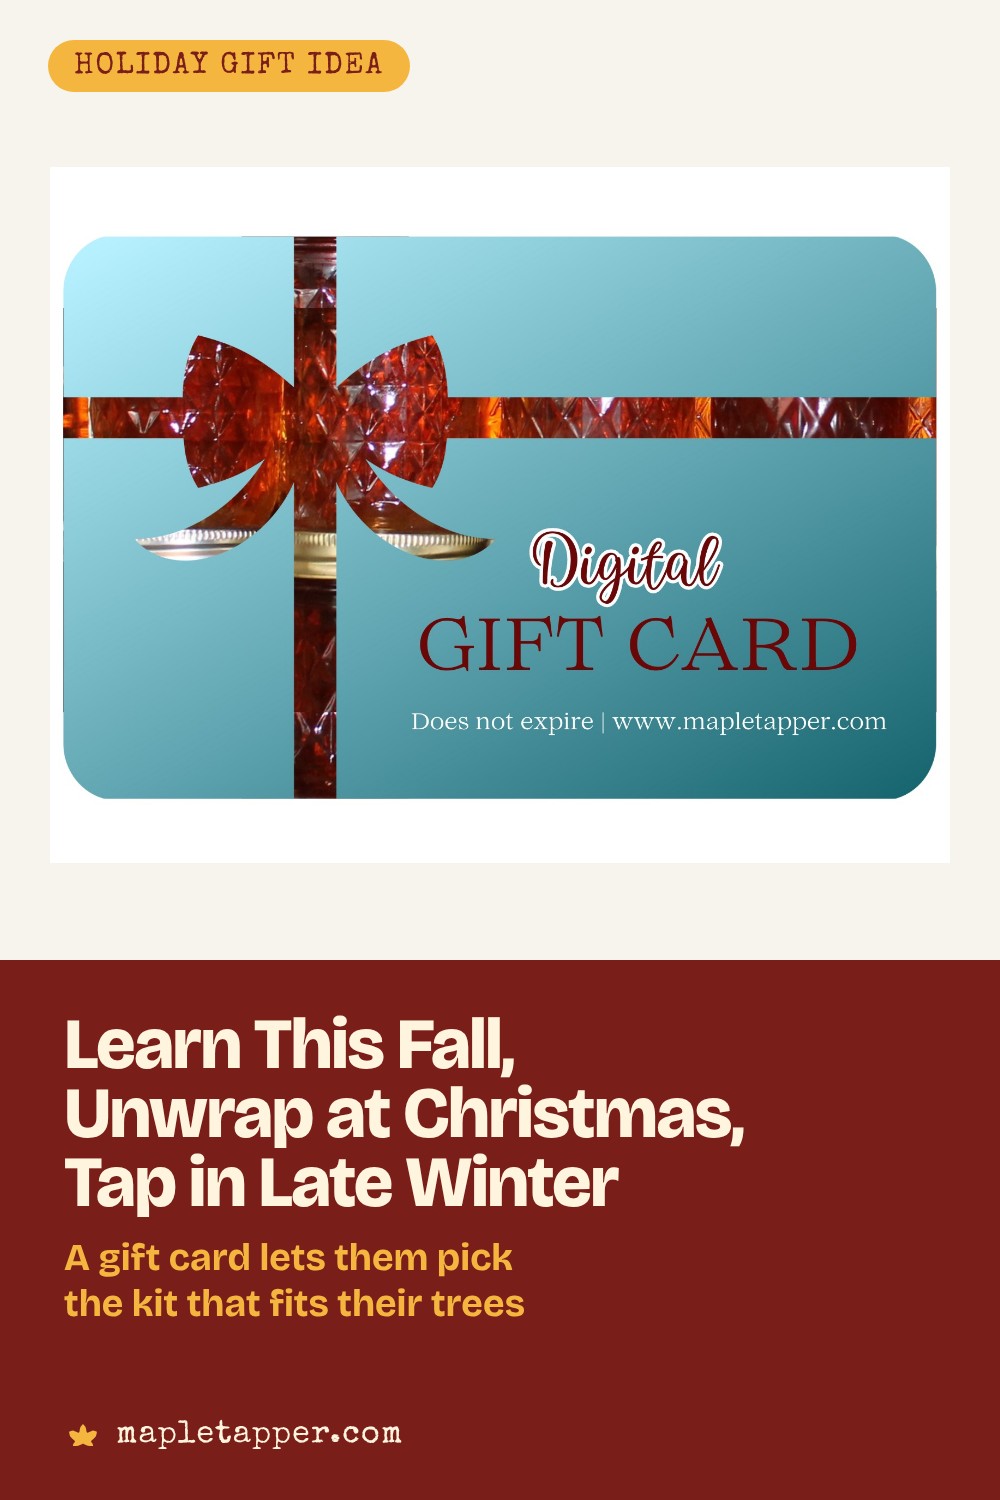 HOLIDAY GIFT IDEA
Digital
GIFT CARD
Does not expire | www.mapletapper.com
Learn This Fall,
Unwrap at Christmas,
Tap in Late Winter
A gift card lets them pick
the kit that fits their trees
mapletapper.com